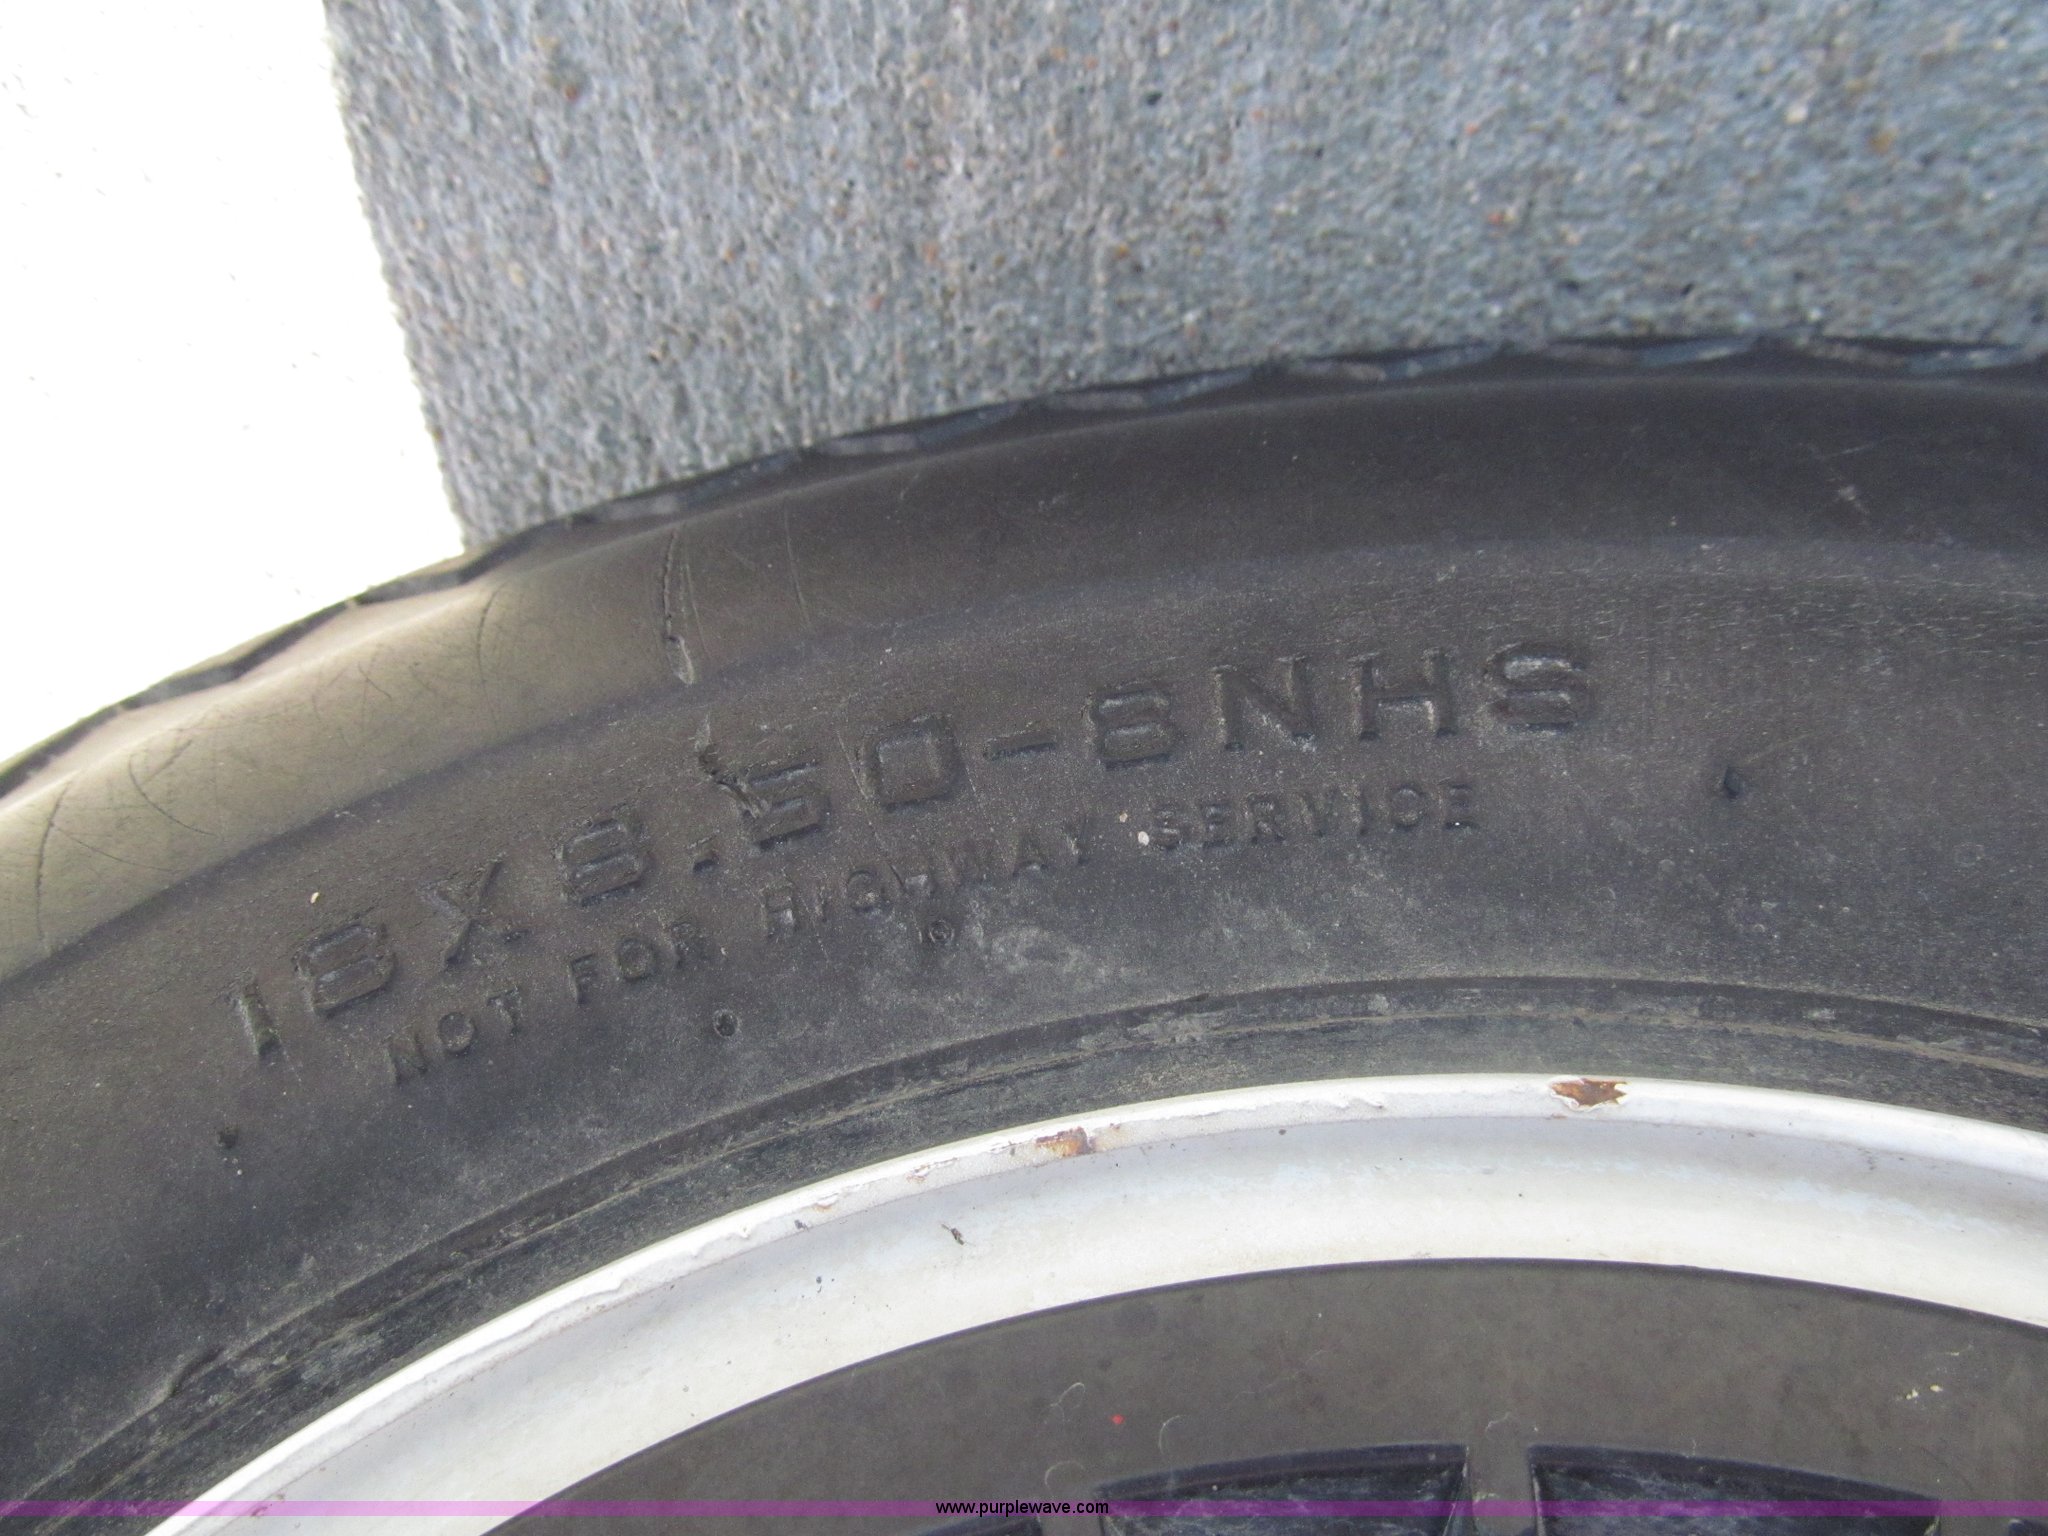 18X8.50-8NHS
NOT FOR HIGHWAY SERVICE
www.purplewave.com